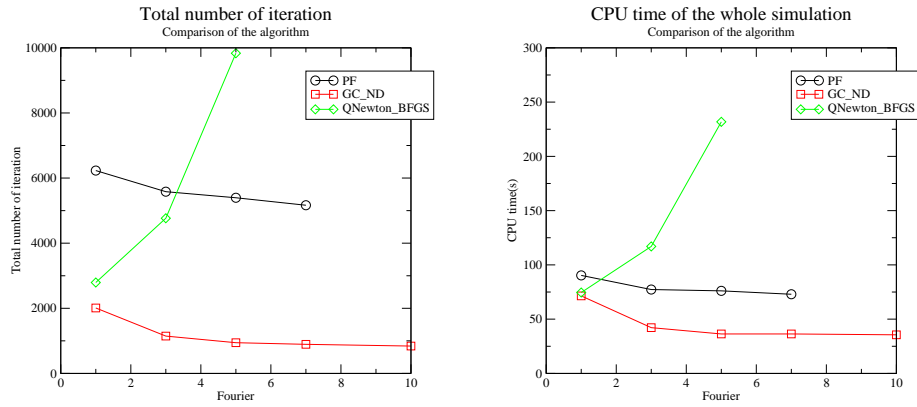 Total number of iteration
Comparison of the algorithm
10000
8000
6000
4000
2000
0
Total number of iteration
0 2 4 6 8 10
Fourier
PF
GC_ND
QNewton_BFGS
CPU time of the whole simulation
Comparison of the algorithm
300
250
200
150
100
50
0
CPU time(s)
0 2 4 6 8 10
Fourier
PF
GC_ND
QNewton_BFGS